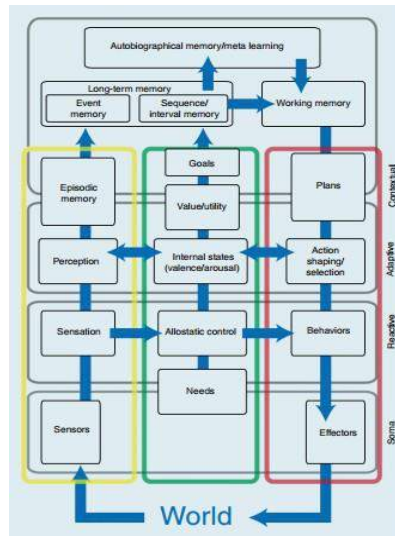 Autobiographical memory/meta learning
Long-term memory
Event
memory
Sequence/
interval memory
Working memory
Goals
Episodic
memory
Value/utility
Plans
Contextual
Perception
Internal states
(valence/arousal)
Action
shaping/
selection
Adaptive
Sensation
Allostatic control
Behaviors
Reactive
Needs
Sensors
Effectors
Soma
World